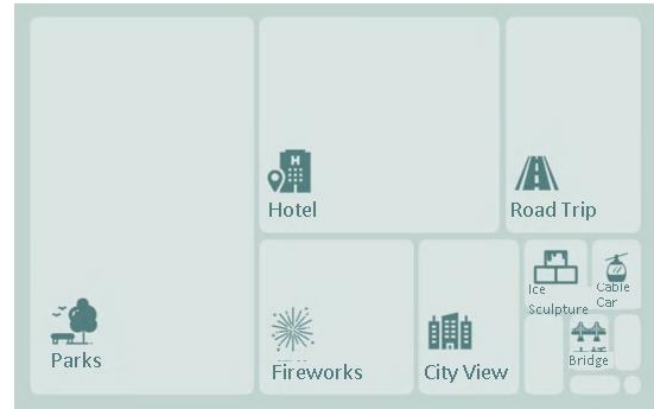 H
Hotel
Road Trip
Ice
Sculpture
Cable
Car
Parks
Fireworks
City View
Bridge